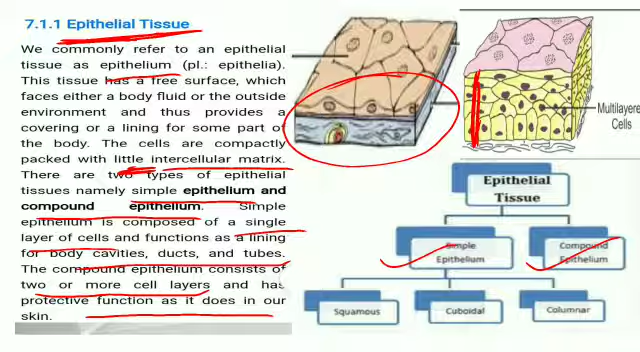 7.1.1 Epithelial Tissue
We commonly refer to an epithelial
tissue as epithelium (pl.: epithelia).
This tissue has a free surface, which
faces either a body fluid or the outside
environment and thus provides a
covering or a lining for some part of
the body. The cells are compactly
packed with little intercellular matrix.
There are two types of epithelial
tissues namely simple epithelium and
compound epithelium. Simple
epithelium is composed of a single
layer of cells and functions as a lining
for body cavities, ducts, and tubes.
The compound epithelium consists of
two or more cell layers and has
protective function as it does in our
skin.
Multilayered
Cells
Epithelial
Tissue
Simple
Epithelium
Compound
Epithelium
Squamous
Cuboidal
Columnar